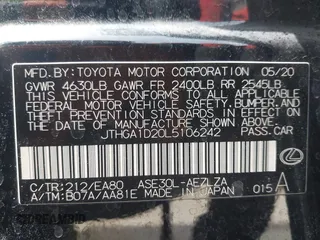 MFD.BY: TOYOTA MOTOR CORPORATION 05/20
GVWR 4630LB GAWR FR 2400LB RR 2545LB
THIS VEHICLE CONFORMS TO ALL APPLICABLE
FEDERAL MOTOR VEHICLE SAFETY, BUMPER, AND
THEFT PREVENTION STANDARDS IN EFFECT ON
THE DATE OF MANUFACTURE SHOWN ABOVE.
JTHGA1D20L5106242 PASS.CAR
C/TR:212/EA80 ASE30L-AEZLZA
A/TM:B07A/AA81E MADE IN JAPAN 015 A